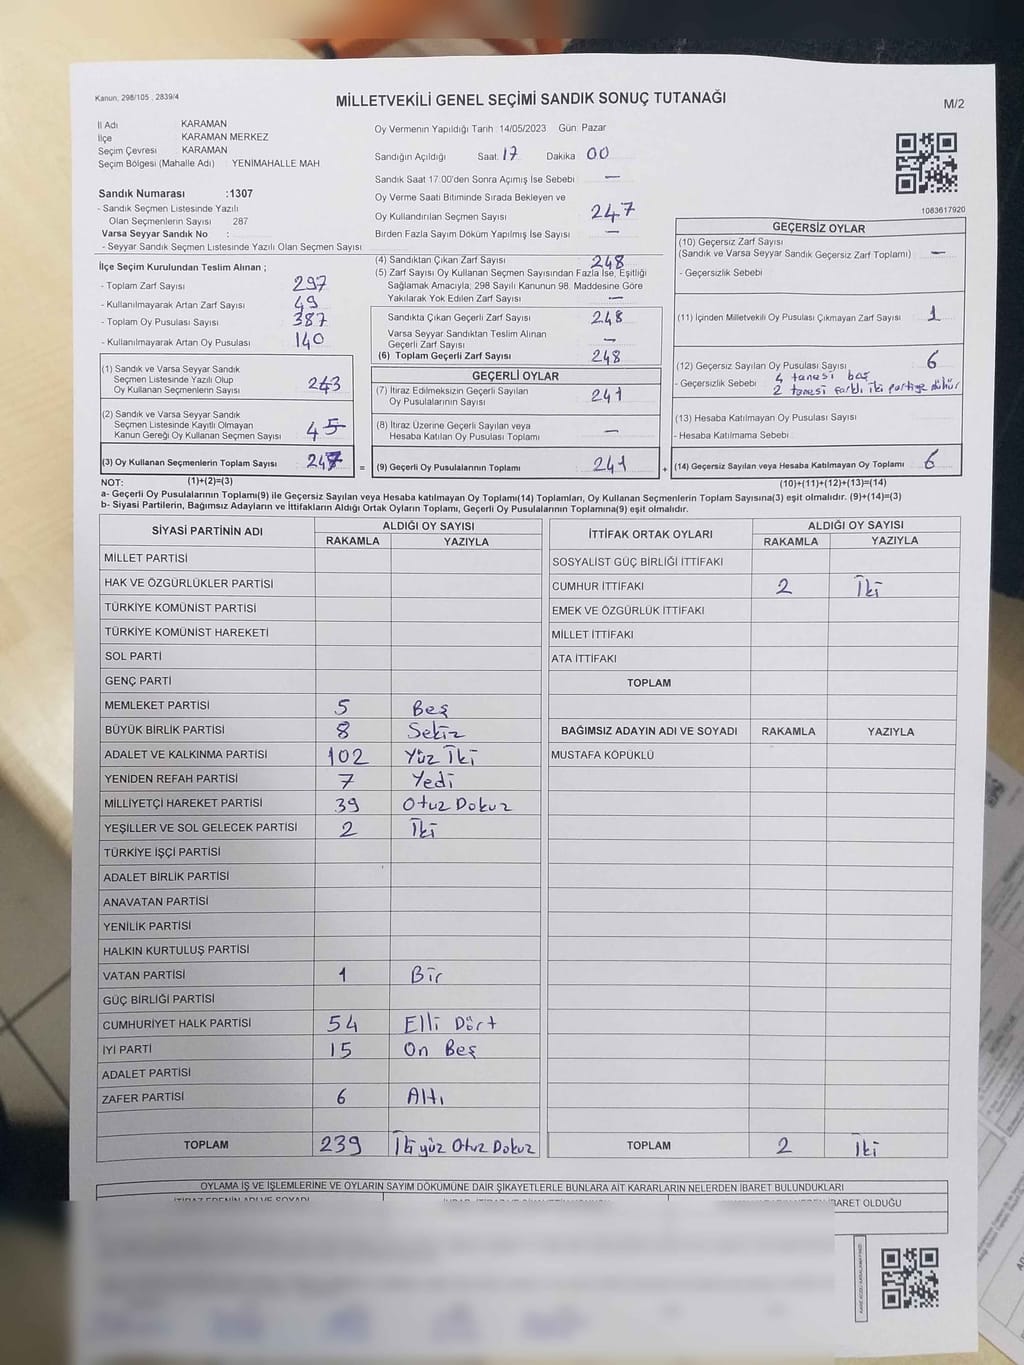 Kanun, 298/105 , 2839/4
MİLLETVEKİLİ GENEL SEÇİMİ SANDIK SONUÇ TUTANAĞI
M/2
İl Adı KARAMAN
İlçe KARAMAN MERKEZ
Seçim Çevresi KARAMAN
Seçim Bölgesi (Mahalle Adı) : YENİMAHALLE MAH
Sandık Numarası :1307
- Sandık Seçmen Listesinde Yazılı
Olan Seçmenlerin Sayısı 287
Varsa Seyyar Sandık No :
- Seyyar Sandık Seçmen Listesinde Yazılı Olan Seçmen Sayısı
İlçe Seçim Kurulundan Teslim Alınan ;
- Toplam Zarf Sayısı 297
- Kullanılmayarak Artan Zarf Sayısı 49
- Toplam Oy Pusulası Sayısı 387
- Kullanılmayarak Artan Oy Pusulası 140
(1) Sandık ve Varsa Seyyar Sandık
Seçmen Listesinde Yazılı Olup
Oy Kullanan Seçmenlerin Sayısı 243
(2) Sandık ve Varsa Seyyar Sandık
Seçmen Listesinde Kayıtlı Olmayan
Kanun Gereği Oy Kullanan Seçmen Sayısı
(3) Oy Kullanan Seçmenlerin Toplam Sayısı 247
Oy Vermenin Yapıldığı Tarih : 14/05/2023 Gün: Pazar
Sandığın Açıldığı Saat: 17 Dakika : 00
Sandık Saat 17:00'den Sonra Açımış İse Sebebi : —
Oy Verme Saati Bitiminde Sırada Bekleyen ve
Oy Kullandırılan Seçmen Sayısı 247
Birden Fazla Sayım Döküm Yapılmış İse Sayısı —
(4) Sandıktan Çıkan Zarf Sayısı 248
(5) Zarf Sayısı Oy Kullanan Seçmen Sayısından Fazla İse, Eşitliği
Sağlamak Amacıyla; 298 Sayılı Kanunun 98. Maddesine Göre
Yakılarak Yok Edilen Zarf Sayısı —
Sandıkta Çıkan Geçerli Zarf Sayısı 248
Varsa Seyyar Sandıktan Teslim Alınan
Geçerli Zarf Sayısı —
(6) Toplam Geçerli Zarf Sayısı 248
GEÇERLİ OYLAR
(7) İtiraz Edilmeksizin Geçerli Sayılan
Oy Pusulalarının Sayısı : 241
(8) İtiraz Üzerine Geçerli Sayılan veya
Hesaba Katılan Oy Pusulası Toplamı —
= (9) Geçerli Oy Pusulalarının Toplamı : 241
1083617920
GEÇERSİZ OYLAR
(10) Geçersiz Zarf Sayısı
(Sandık ve Varsa Seyyar Sandık Geçersiz Zarf Toplamı) : —
- Geçersizlik Sebebi
(11) İçinden Milletvekili Oy Pusulası Çıkmayan Zarf Sayısı : 1
(12) Geçersiz Sayılan Oy Pusulası Sayısı 6
- Geçersizlik Sebebi : 4 tanesi boş
2 tanesi farklı iki partiye
(13) Hesaba Katılmayan Oy Pusulası Sayısı
- Hesaba Katılmama Sebebi :
+ (14) Geçersiz Sayılan veya Hesaba Katılmayan Oy Toplamı 6
NOT: (1)+(2)=(3) (10)+(11)+(12)+(13)=(14)
a- Geçerli Oy Pusulalarının Toplamı(9) ile Geçersiz Sayılan veya Hesaba katılmayan Oy Toplamı(14) Toplamları, Oy Kullanan Seçmenlerin Toplam Sayısına(3) eşit olmalıdır. (9)+(14)=(3)
b- Siyasi Partilerin, Bağımsız Adayların ve İttifakların Aldığı Ortak Oyların Toplamı, Geçerli Oy Pusulalarının Toplamına(9) eşit olmalıdır.
SİYASİ PARTİNİN ADI ALDIĞI OY SAYISI
RAKAMLA YAZIYLA
MİLLET PARTİSİ
HAK VE ÖZGÜRLÜKLER PARTİSİ
TÜRKİYE KOMÜNİST PARTİSİ
TÜRKİYE KOMÜNİST HAREKETİ
SOL PARTİ
GENÇ PARTİ
MEMLEKET PARTİSİ 5 Beş
BÜYÜK BİRLİK PARTİSİ 8 Sekiz
ADALET VE KALKINMA PARTİSİ 102 Yüz İki
YENİDEN REFAH PARTİSİ 7 Yedi
MİLLİYETÇİ HAREKET PARTİSİ 39 Otuz Dokuz
YEŞİLLER VE SOL GELECEK PARTİSİ 2 İki
TÜRKİYE İŞÇİ PARTİSİ
ADALET BİRLİK PARTİSİ
ANAVATAN PARTİSİ
YENİLİK PARTİSİ
HALKIN KURTULUŞ PARTİSİ
VATAN PARTİSİ 1 Bir
GÜÇ BİRLİĞİ PARTİSİ
CUMHURİYET HALK PARTİSİ 54 Elli Dört
İYİ PARTİ 15 On Beş
ADALET PARTİSİ
ZAFER PARTİSİ 6 Altı
TOPLAM 239 İki yüz Otuz Dokuz
İTTİFAK ORTAK OYLARI ALDIĞI OY SAYISI
RAKAMLA YAZIYLA
SOSYALİST GÜÇ BİRLİĞİ İTTİFAKI
CUMHUR İTTİFAKI 2 İki
EMEK VE ÖZGÜRLÜK İTTİFAKI
MİLLET İTTİFAKI
ATA İTTİFAKI
TOPLAM
BAĞIMSIZ ADAYIN ADI VE SOYADI RAKAMLA YAZIYLA
MUSTAFA KÖPÜKLÜ
TOPLAM 2 İki
OYLAMA İŞ VE İŞLEMLERİNE VE OYLARIN SAYIM DÖKÜMÜNE DAİR ŞİKAYETLERLE BUNLARA AİT KARARLARIN NELERDEN İBARET BULUNDUKLARI
İBARET OLDUĞU